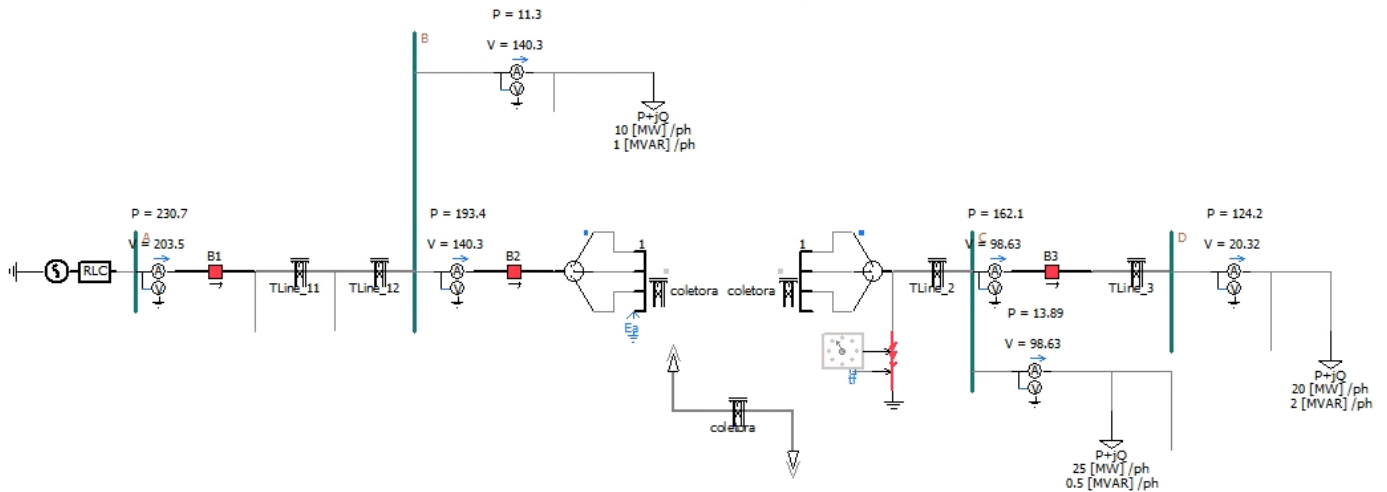 P = 11.3
B
V = 140.3
A
V
P+jQ
10 [MW] /ph
1 [MVAR] /ph
P = 230.7
P = 193.4
P = 162.1
P = 124.2
A
V = 203.5
V = 140.3
1
1
C
V = 98.63
D
V = 20.32
B1
B2
B3
RLC
A
V
A
V
A
V
A
V
TLine_11
TLine_12
coletora
coletora
TLine_2
TLine_3
Ea
P = 13.89
V = 98.63
A
V
tf
P+jQ
20 [MW] /ph
2 [MVAR] /ph
coletora
P+jQ
25 [MW] /ph
0.5 [MVAR] /ph